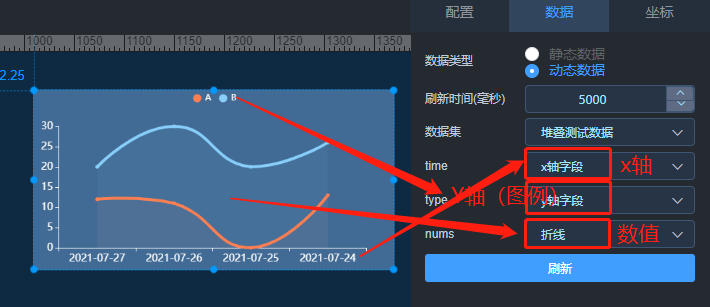 配置 数据 坐标
1000 1050 1100 1150 1200 1250 1300 1350
2.25
A B
30
25
20
15
10
5
0
2021-07-27 2021-07-26 2021-07-25 2021-07-24
数据类型
静态数据
动态数据
刷新时间(毫秒) 5000
数据集 堆叠测试数据
time x轴字段 x轴
type Y轴（图例） y轴字段
nums 折线 数值
刷新